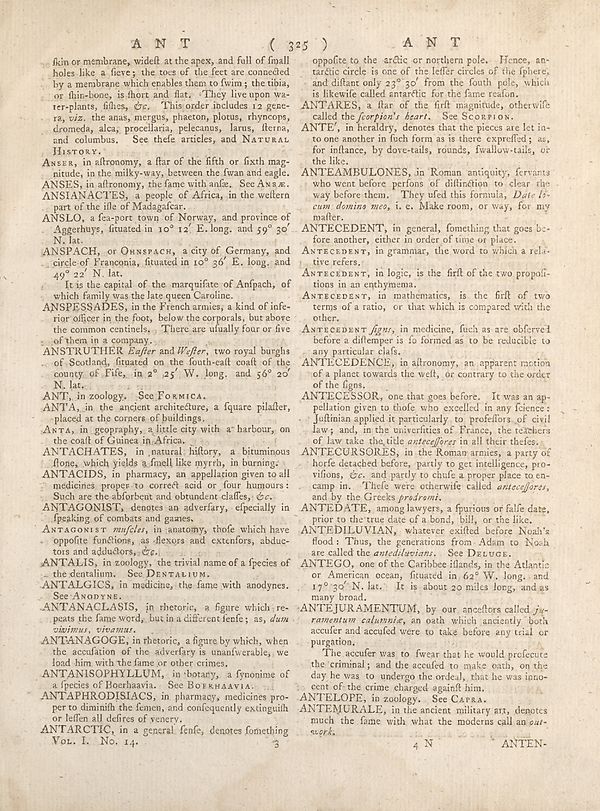 A N T ( 325 ) A N T
ſkin or membrane, wideſt at the apex, and full of ſmall
holes like a ſieve; the toes of the feet are connected
by a membrane which enables them to ſwim; the tibia,
or ſhin-bone, is ſhort and flat. They live upon wa-
ter-plants, fiſhes, &c. This order includes 12 gene-
ra, viz. the anas, mergus, phaeton, plotus, rhyncops,
dromeda, alca, procellaria, pelecanus, larus, ſterna,
and columbus. See theſe articles, and NATURAL
HISTORY.
ANSER, in aſtronomy, a ſtar of the fifth or ſixth mag-
nitude, in the milky-way, between the ſwan and eagle.
ANSES, in aſtronomy, the ſame with anſæ. See ANSÆ.
ANSIANACTES, a people of Africa, in the weſtern
part of the iſle of Madagaſcar.
ANSLO, a ſea-port town of Norway, and province of
Aggerhuys, ſituated in 10° 12′ E. long. and 59° 30′
N. lat.
ANSPACH, or OHNSPACH, a city of Germany, and
circle of Franconia, ſituated in 10° 36′ E. long. and
49° 22′ N. lat.
It is the capital of the marquiſate of Anſpach, of
which family was the late queen Caroline.
ANSPESSADES, in the French armies, a kind of infe-
rior officer in the foot, below the corporals, but above
the common centinels. There are uſually four or five
of them in a company.
ANSTRUTHER Eaſter and Weſter, two royal burghs
of Scotland, ſituated on the ſouth-eaſt coaſt of the
county of Fife, in 2° 25′ W. long. and 56° 20′
N. lat.
ANT, in zoology. See FORMICA.
ANTA, in the ancient architecture, a ſquare pilaſter,
placed at the corners of buildings.
ANTA, in geopraphy, a little city with a harbour, on
the coaſt of Guinea in Africa.
ANTACHATES, in natural hiſtory, a bituminous
ſtone, which yields a ſmell like myrrh, in burning.
ANTACIDS, in pharmacy, an appellation given to all
medicines proper to correct acid or ſour humours:
Such are the abſorbent and obtundent claſſes, &c.
ANTAGONIST, denotes an adverſary, eſpecially in
ſpeaking of combats and games.
ANTAGONIST muſcles, in anatomy, thoſe which have
oppoſite functions, as flexors and extenſors, abduc-
tors and adductors, &c.
ANTALIS, in zoology, the trivial name of a ſpecies of
the dentalium. See DENTALIUM.
ANTALGICS, in medicine, the ſame with anodynes.
See ANODYNE.
ANTANACLASIS, in rhetoric, a figure which re-
peats the ſame word, but in a different ſenſe; as, dum
vivimus, vivamus.
ANTANAGOGE, in rhetoric, a figure by which, when
the accuſation of the adverſary is unanſwerable, we
load him with the ſame or other crimes.
ANTANISOPHYLLUM, in botany, a ſynonime of
a ſpecies of Boerhaavia. See BOERHAAVIA.
ANTAPHRODISIACS, in pharmacy, medicines pro-
per to diminiſh the ſemen, and conſequently extinguiſh
or leſſen all deſires of venery.
ANTARCTIC, in a general ſenſe, denotes ſomething
VOL. I. No. 14. 3
oppoſite to the arctic or northern pole. Hence, an-
tarctic circle is one of the leſſer circles of the ſphere,
and diſtant only 23° 30′ from the ſouth pole, which
is likewiſe called antarctic for the ſame reaſon.
ANTARES, a ſtar of the firſt magnitude, otherwiſe
called the ſcorpion's heart. See SCORPION.
ANTE', in heraldry, denotes that the pieces are let in-
to one another in ſuch form as is there expreſſed; as,
for inſtance, by dove-tails, rounds, ſwallow-tails, or
the like.
ANTEAMBULONES, in Roman antiquity, ſervants
who went before perſons of diſtinction to clear the
way before them. They uſed this formula, Date lo-
cum domino meo, i. e. Make room, or way, for my
maſter.
ANTECEDENT, in general, ſomething that goes be-
fore another, either in order of time or place.
ANTECEDENT, in grammar, the word to which a rela-
tive refers.
ANTECEDENT, in logic, is the firſt of the two propoſi-
tions in an enthymema.
ANTECEDENT, in mathematics, is the firſt of two
terms of a ratio, or that which is compared with the
other.
ANTECEDENT ſigns, in medicine, ſuch as are obſerved
before a diſtemper is ſo formed as to be reducible to
any particular claſs.
ANTECEDENCE, in aſtronomy, an apparent motion
of a planet towards the weſt, or contrary to the order
of the ſigns.
ANTECESSOR, one that goes before. It was an ap-
pellation given to thoſe who excelled in any ſcience:
Juſtinian applied it particularly to profeſſors of civil
law; and, in the univerſities of France, the teachers
of law take the title anteceſſores in all their theſes.
ANTECURSORES, in the Roman armies, a party of
horſe detached before, partly to get intelligence, pro-
viſions, &c. and partly to chuſe a proper place to en-
camp in. Theſe were otherwiſe called anteceſſores,
and by the Greeks prodromi.
ANTEDATE, among lawyers, a ſpurious or falſe date,
prior to the true date of a bond, bill, or the like.
ANTEDILUVIAN, whatever exiſted before Noah's
flood: Thus, the generations from Adam to Noah
are called the antediluvians. See DELUGE.
ANTEGO, one of the Caribbee iſlands, in the Atlantic
or American ocean, ſituated in 62° W. long. and
17° 30′ N. lat. It is about 20 miles long, and as
many broad.
ANTEJURAMENTUM, by our anceſtors called ju-
ramentum calumniæ, an oath which anciently both
accuſer and accuſed were to take before any trial or
purgation.
The accuſer was to ſwear that he would proſecute
the criminal; and the accuſed to make oath, on the
day he was to undergo the ordeal, that he was inno-
cent of the crime charged againſt him.
ANTELOPE, in zoology. See CAPRA.
ANTEMURALE, in the ancient military art, denotes
much the ſame with what the moderns call an out-
work.
4 N ANTEN-